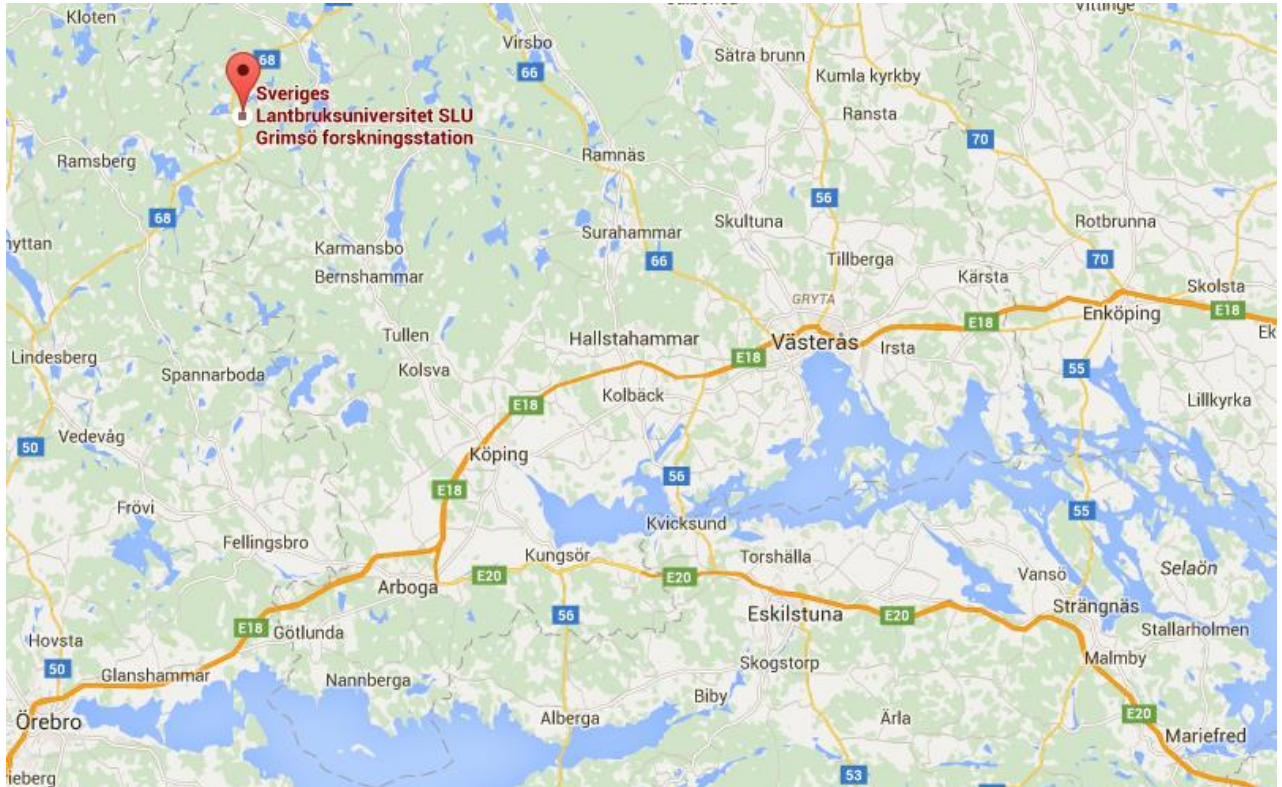 Kloten
Vittinge
Virsbo
Sätra brunn
68
66
Kumla kyrkby
Sveriges
Lantbruksuniversitet SLU
Grimsö forskningsstation
Ransta
70
Ramsberg
Ramnäs
56
68
Skultuna
Rotbrunna
Surahammar
Karmansbo
66
Tillberga
70
Bernshammar
Kärsta
Skolsta
GRYTA
Enköping
E18
E18
Tullen
Hallstahammar
Västerås
Irsta
Lindesberg
E18
Kolsva
55
Spannarboda
Kolbäck
Lillkyrka
E18
Vedevåg
50
Köping
56
E18
Frövi
55
Kvicksund
Fellingsbro
Kungsör
Torshälla
Selaön
Vansö
E20
E20
Arboga
Strängnäs
56
Eskilstuna
E20
E18
Götlunda
Stallarholmen
Hovsta
Malmby
50
Glanshammar
Skogstorp
Nannberga
Biby
E20
Örebro
Alberga
Ärla
Mariefred
53